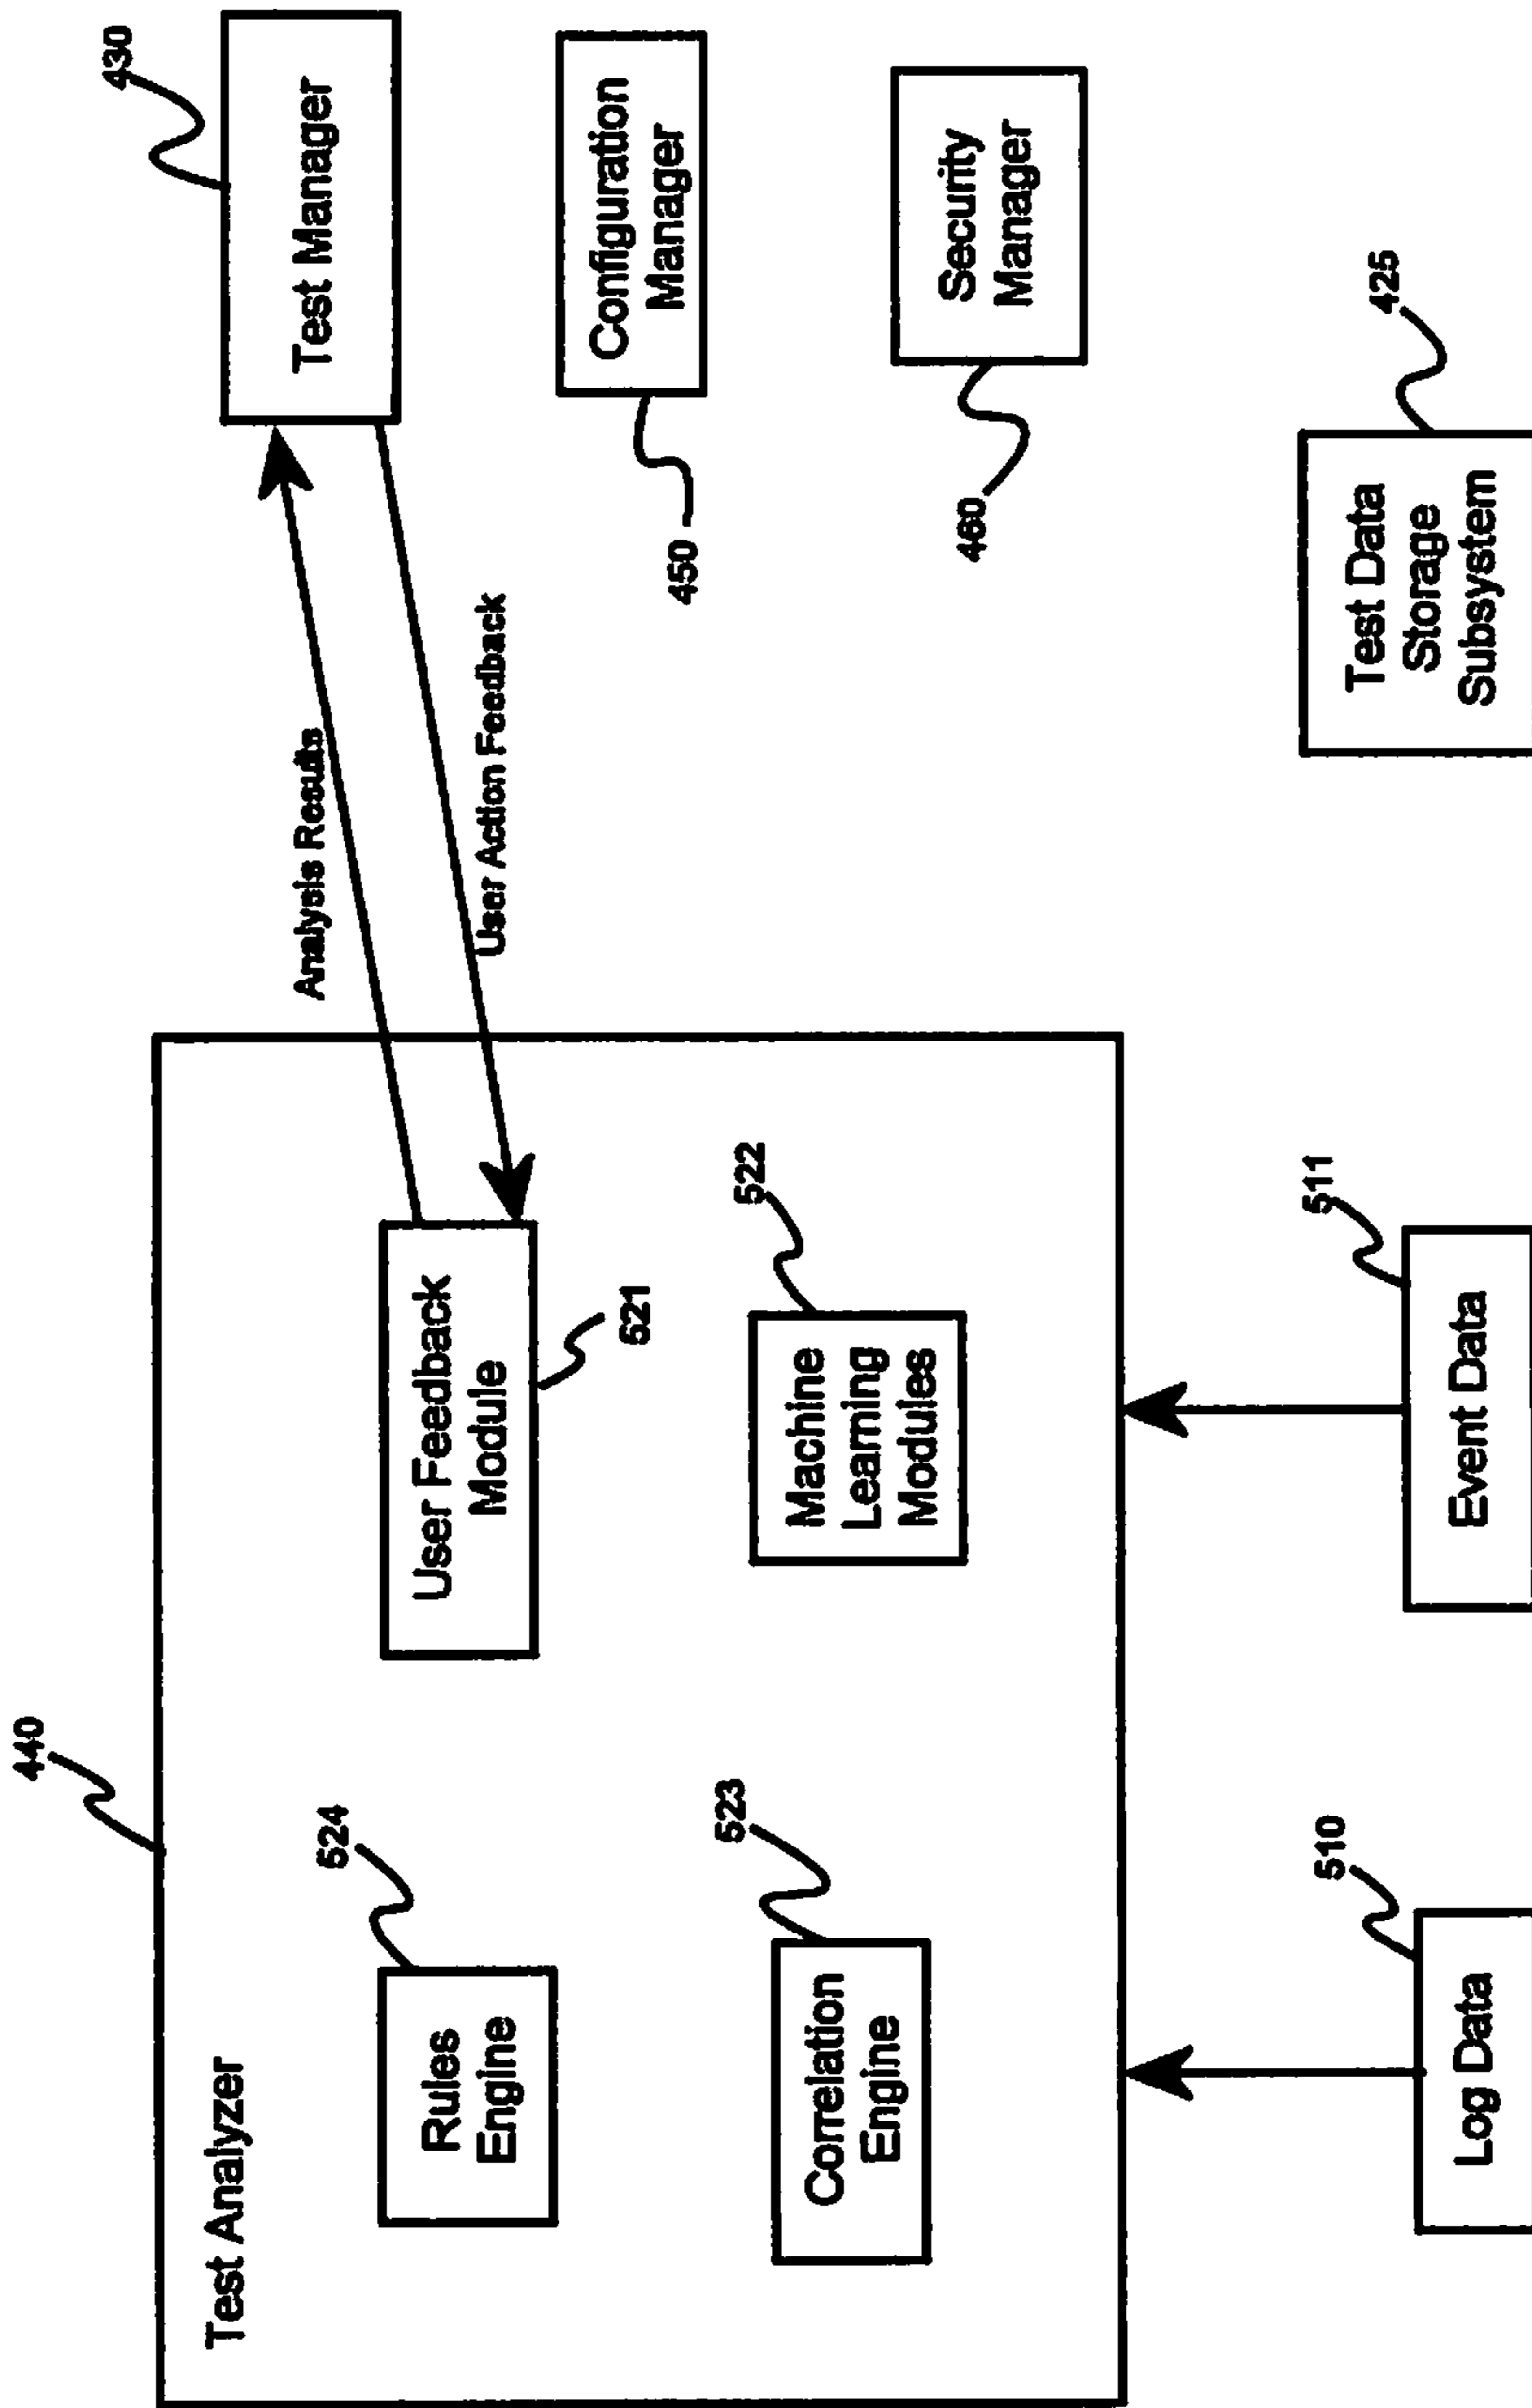 440
Test Analyzer
524
Rules
Engine
523
Correlation
Engine
User Feedback
Module
521
522
Machine
Learning
Modules
Analysis Results
User Action Feedback
430
Test Manager
Configuration
Manager
450
Security
Manager
460
425
Test Data
Storage
Subsystem
510
Log Data
511
Event Data